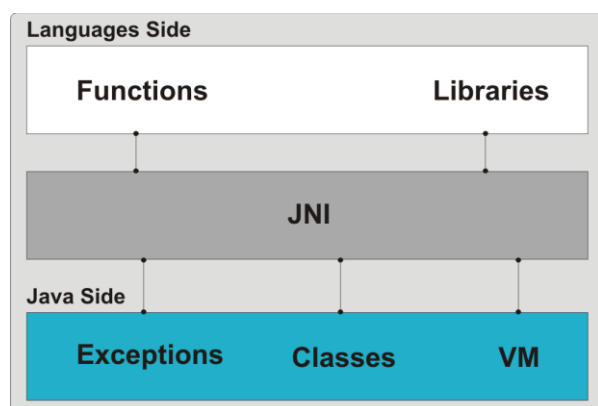 Languages Side
Functions Libraries
JNI
Java Side
Exceptions Classes VM